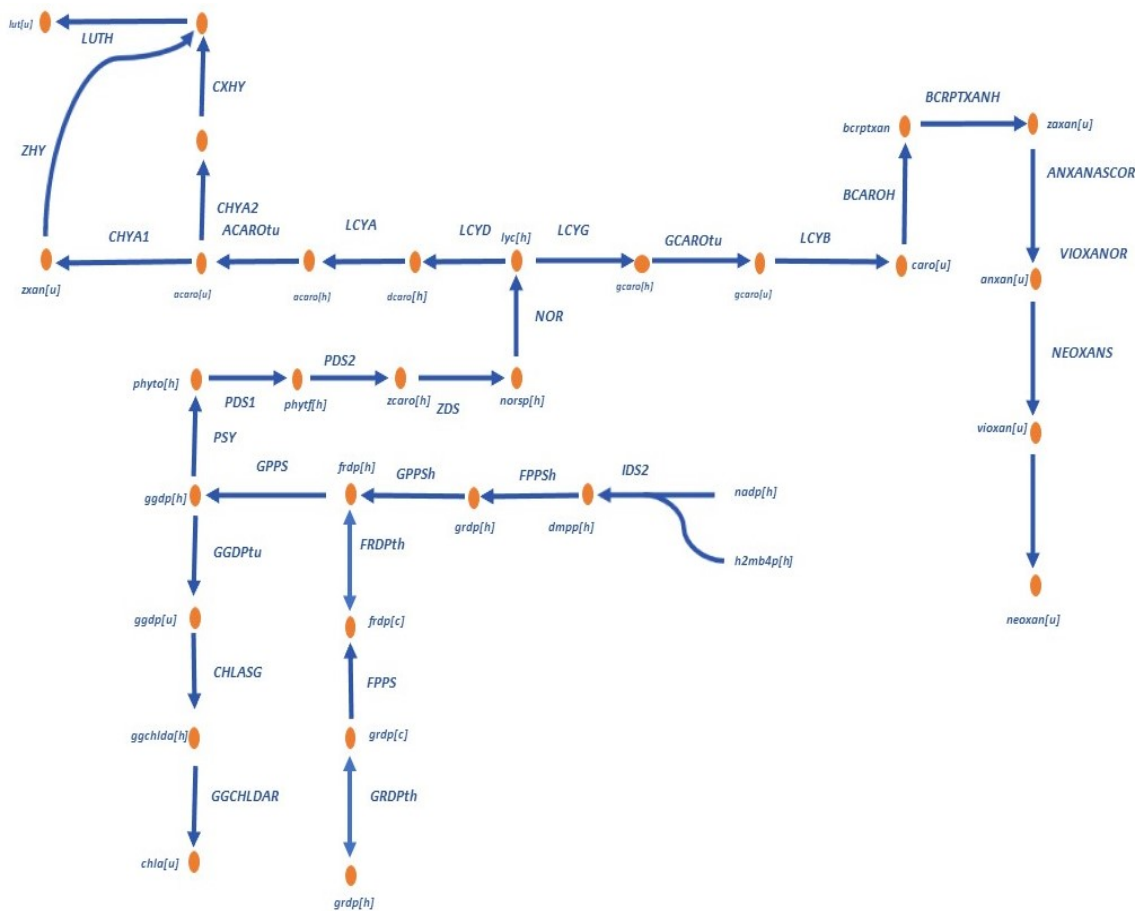 lut[u]
LUTH
CXHY
BCRPTXANH
bcrptxan
zaxan[u]
ZHY
ANXANASCOR
BCAROH
CHYA2
CHYA1
ACAROtu
LCYA
LCYD
lyc[h]
LCYG
GCAROtu
LCYB
VIOXANOR
zxan[u]
acaro[u]
acaro[h]
dcaro[h]
gcaro[h]
gcaro[u]
caro[u]
anxan[u]
NOR
NEOXANS
phyto[h]
PDS1
phytf[h]
PDS2
zcaro[h]
ZDS
norsp[h]
vioxan[u]
PSY
GPPS
frdp[h]
GPPSh
FPPSh
IDS2
ggdp[h]
grdp[h]
dmpp[h]
nadp[h]
GGDPtu
FRDPth
h2mb4p[h]
ggdp[u]
frdp[c]
neoxan[u]
CHLASG
FPPS
ggchlda[h]
grdp[c]
GGCHLDAR
GRDPth
chla[u]
grdp[h]